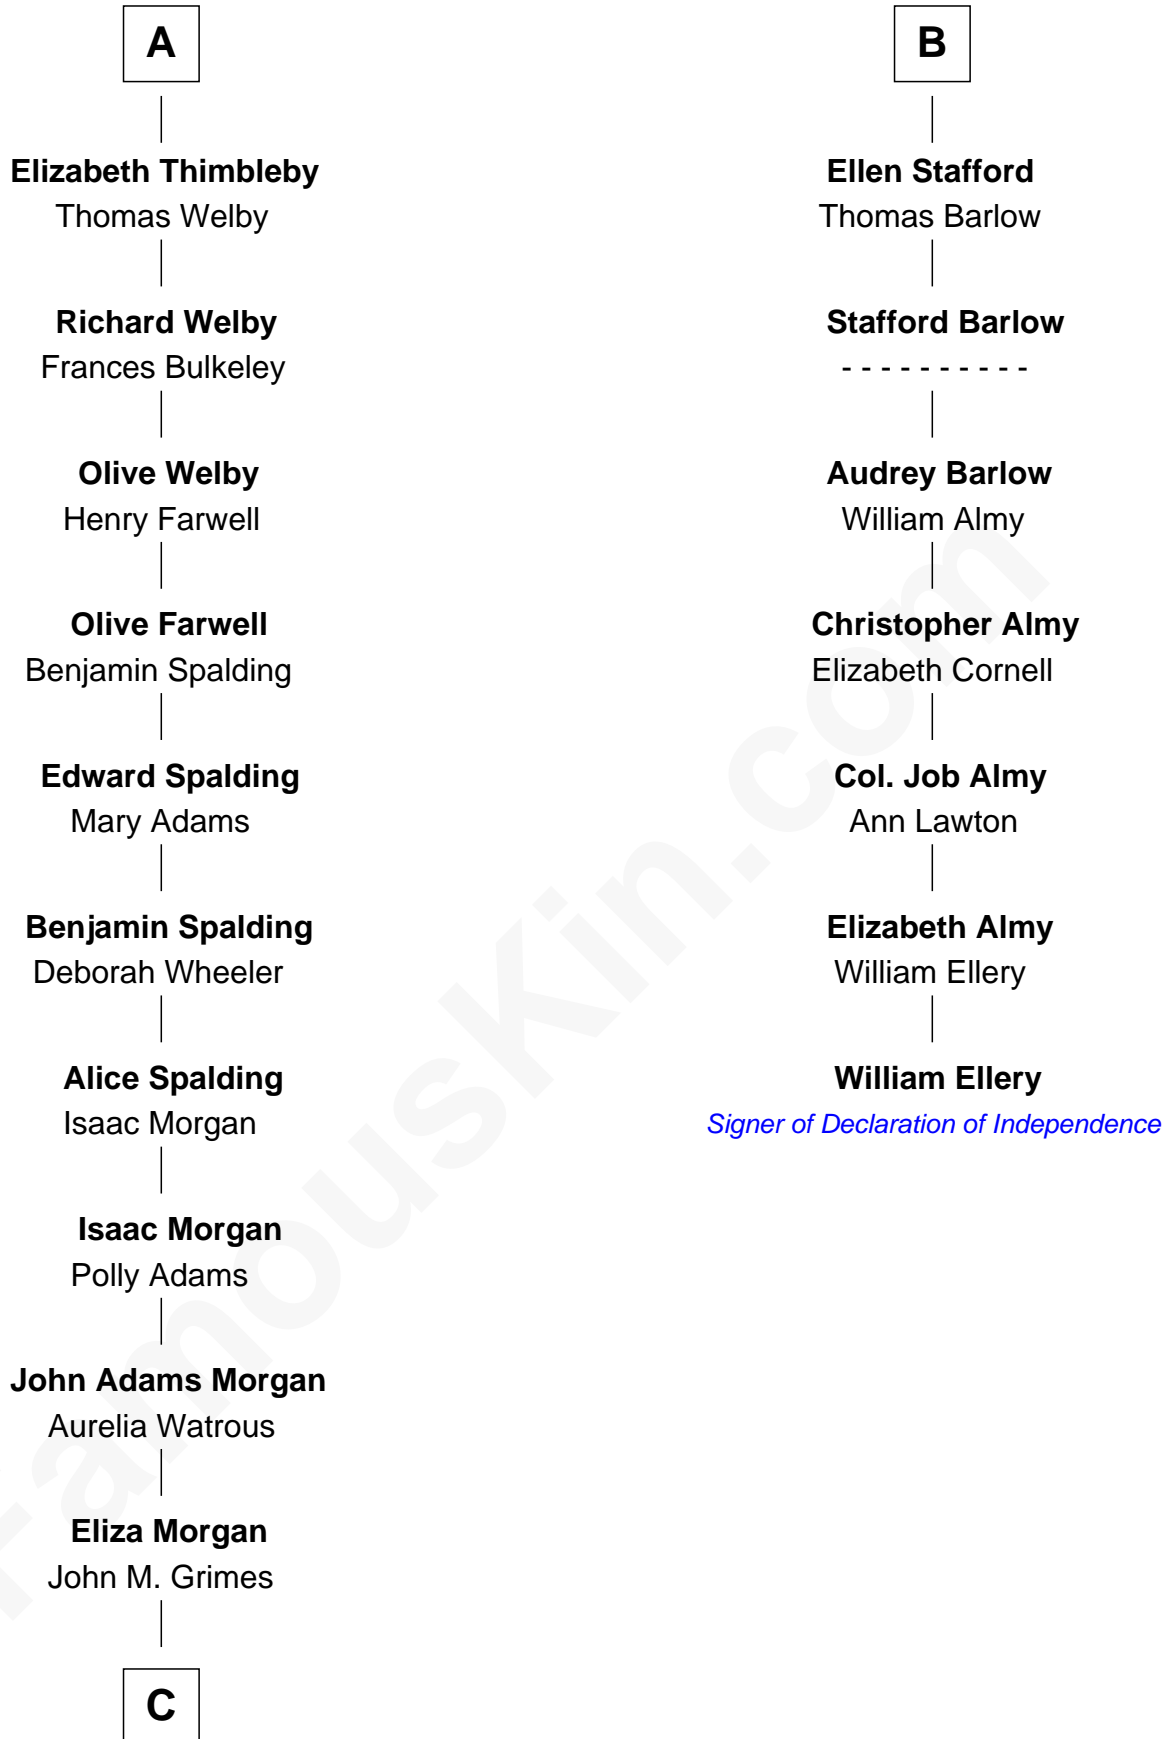 A
Elizabeth Thimbleby
Thomas Welby
Richard Welby
Frances Bulkeley
Olive Welby
Henry Farwell
Olive Farwell
Benjamin Spalding
Edward Spalding
Mary Adams
Benjamin Spalding
Deborah Wheeler
Alice Spalding
Isaac Morgan
Isaac Morgan
Polly Adams
John Adams Morgan
Aurelia Watrous
Eliza Morgan
John M. Grimes
C
B
Ellen Stafford
Thomas Barlow
Stafford Barlow
- - - - - - - - - -
Audrey Barlow
William Almy
Christopher Almy
Elizabeth Cornell
Col. Job Almy
Ann Lawton
Elizabeth Almy
William Ellery
William Ellery
Signer of Declaration of Independence
FamousKin.com